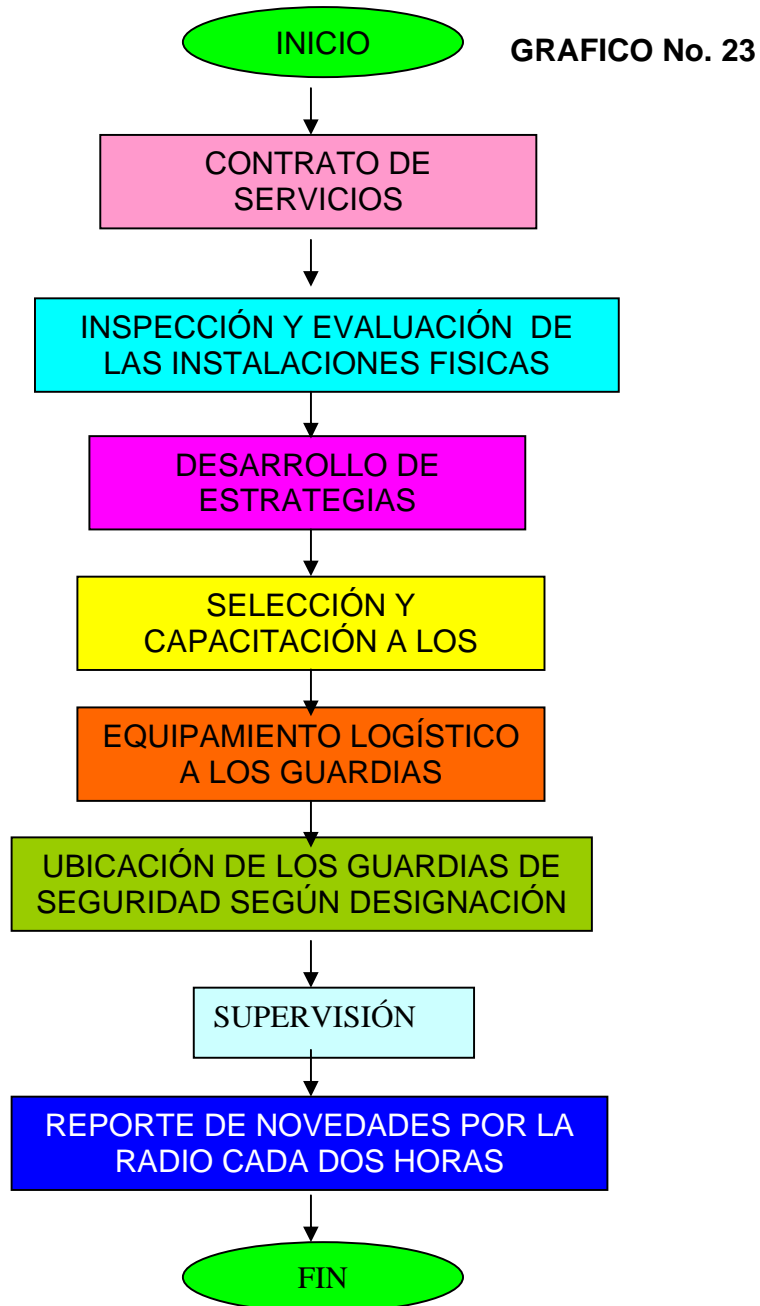 INICIO
GRAFICO No. 23
CONTRATO DE
SERVICIOS
INSPECCIÓN Y EVALUACIÓN DE
LAS INSTALACIONES FISICAS
DESARROLLO DE
ESTRATEGIAS
SELECCIÓN Y
CAPACITACIÓN A LOS
EQUIPAMIENTO LOGÍSTICO
A LOS GUARDIAS
UBICACIÓN DE LOS GUARDIAS DE
SEGURIDAD SEGÚN DESIGNACIÓN
SUPERVISIÓN
REPORTE DE NOVEDADES POR LA
RADIO CADA DOS HORAS
FIN